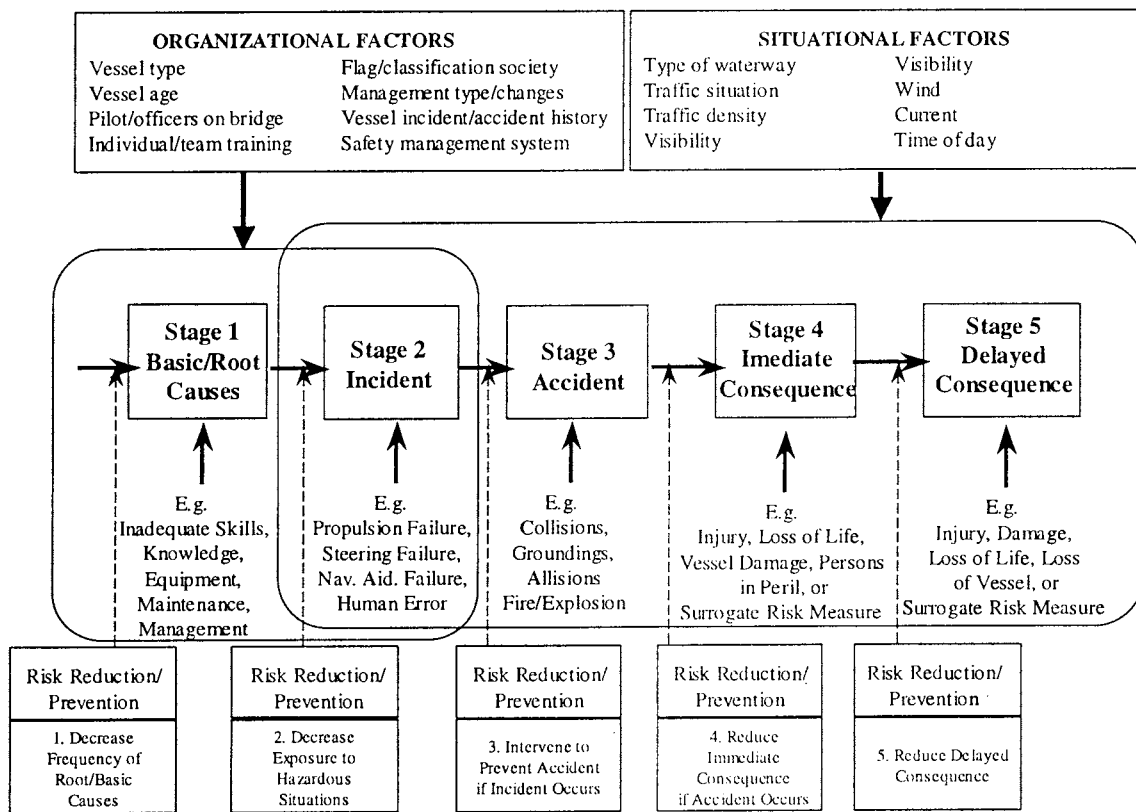 ORGANIZATIONAL FACTORS
Vessel type
Vessel age
Pilot/officers on bridge
Individual/team training
Flag/classification society
Management type/changes
Vessel incident/accident history
Safety management system
SITUATIONAL FACTORS
Type of waterway
Traffic situation
Traffic density
Visibility
Visibility
Wind
Current
Time of day
Stage 1
Basic/Root
Causes
Stage 2
Incident
Stage 3
Accident
Stage 4
Imediate
Consequence
Stage 5
Delayed
Consequence
E.g.
Inadequate Skills,
Knowledge,
Equipment,
Maintenance,
Management
E.g.
Propulsion Failure,
Steering Failure,
Nav. Aid. Failure,
Human Error
E.g.
Collisions,
Groundings,
Allisions
Fire/Explosion
E.g.
Injury, Loss of Life,
Vessel Damage, Persons
in Peril, or
Surrogate Risk Measure
E.g.
Injury, Damage,
Loss of Life, Loss
of Vessel, or
Surrogate Risk Measure
Risk Reduction/
Prevention
1. Decrease
Frequency of
Root/Basic
Causes
Risk Reduction/
Prevention
2. Decrease
Exposure to
Hazardous
Situations
Risk Reduction/
Prevention
3. Intervene to
Prevent Accident
if Incident Occurs
Risk Reduction/
Prevention
4. Reduce
Immediate
Consequence
if Accident Occurs
Risk Reduction/
Prevention
5. Reduce Delayed
Consequence